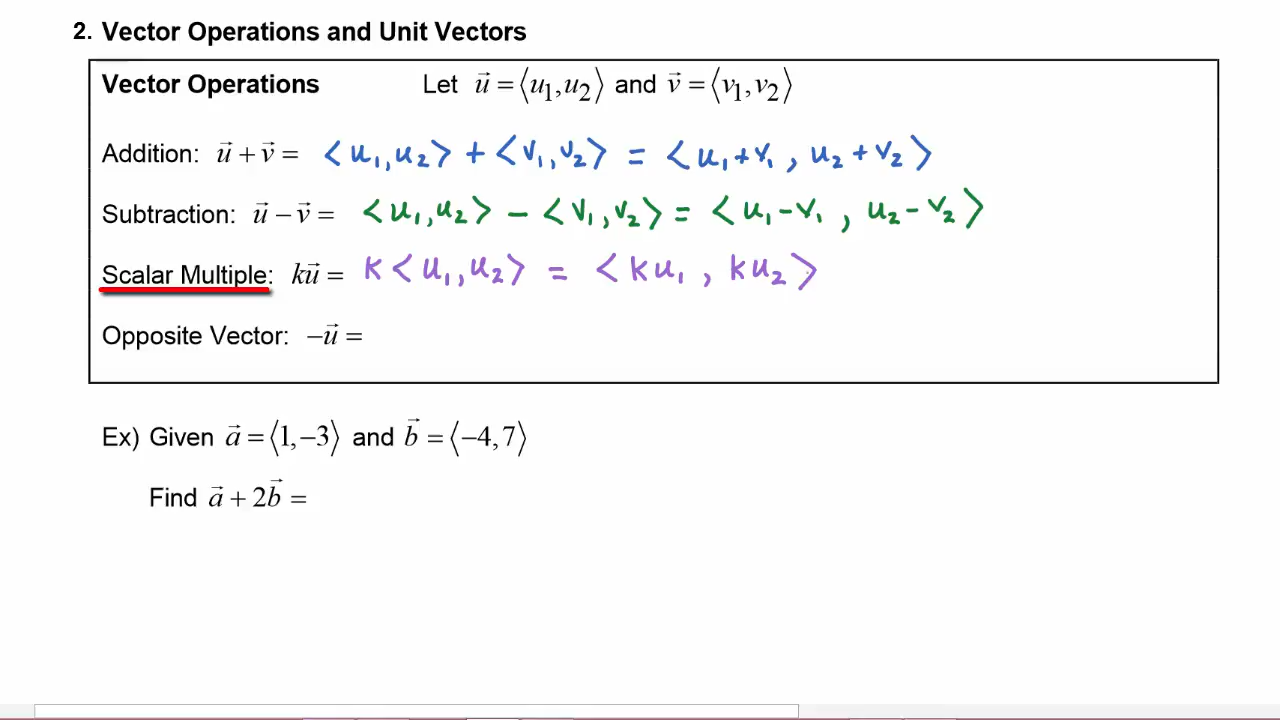 2. Vector Operations and Unit Vectors
Vector Operations Let u⃗ = ⟨u₁,u₂⟩ and v⃗ = ⟨v₁,v₂⟩
Addition: u⃗ + v⃗ = <u₁,u₂> + <v₁,v₂> = <u₁+v₁, u₂+v₂>
Subtraction: u⃗ − v⃗ = <u₁,u₂> − <v₁,v₂> = <u₁−v₁, u₂−v₂>
Scalar Multiple: ku⃗ = k<u₁,u₂> = <ku₁, ku₂>
Opposite Vector: −u⃗ =
Ex) Given a⃗ = ⟨1,−3⟩ and b⃗ = ⟨−4,7⟩
Find a⃗ + 2b⃗ =